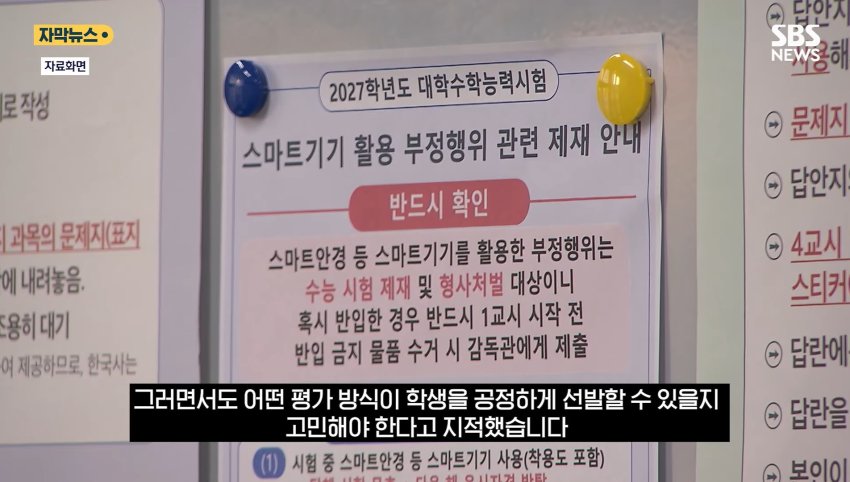 자막뉴스
자료화면
SBS
NEWS
로 작성
지 과목의 문제지(표지
에 내려놓음.
조용히 대기
여 제공하므로, 한국사는
2027학년도 대학수학능력시험
스마트기기 활용 부정행위 관련 제재 안내
반드시 확인
스마트안경 등 스마트기기를 활용한 부정행위는
수능 시험 제재 및 형사처벌 대상이니
혹시 반입한 경우 반드시 1교시 시작 전
반입 금지 물품 수거 시 감독관에게 제출
(1) 시험 중 스마트안경 등 스마트기기 사용(착용도 포함)
답안지
사용해
문제지
답안지의
4교시
스티커
답란에
답란을
본인이
그러면서도 어떤 평가 방식이 학생을 공정하게 선발할 수 있을지
고민해야 한다고 지적했습니다